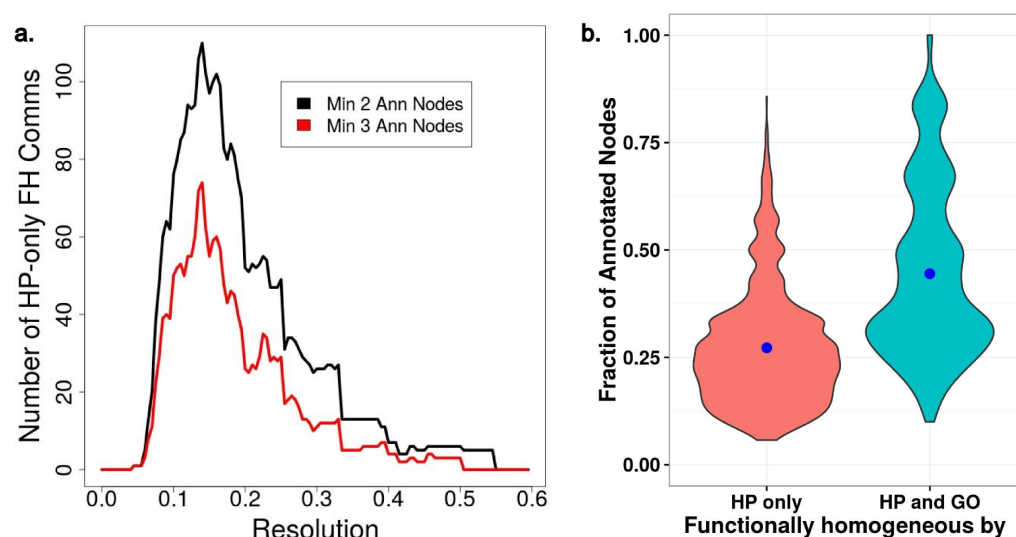 a.
Number of HP-only FH Comms
100
80
60
40
20
0
Min 2 Ann Nodes
Min 3 Ann Nodes
0.0 0.1 0.2 0.3 0.4 0.5 0.6
Resolution
b.
Fraction of Annotated Nodes
1.00
0.75
0.50
0.25
0.00
HP only HP and GO
Functionally homogeneous by